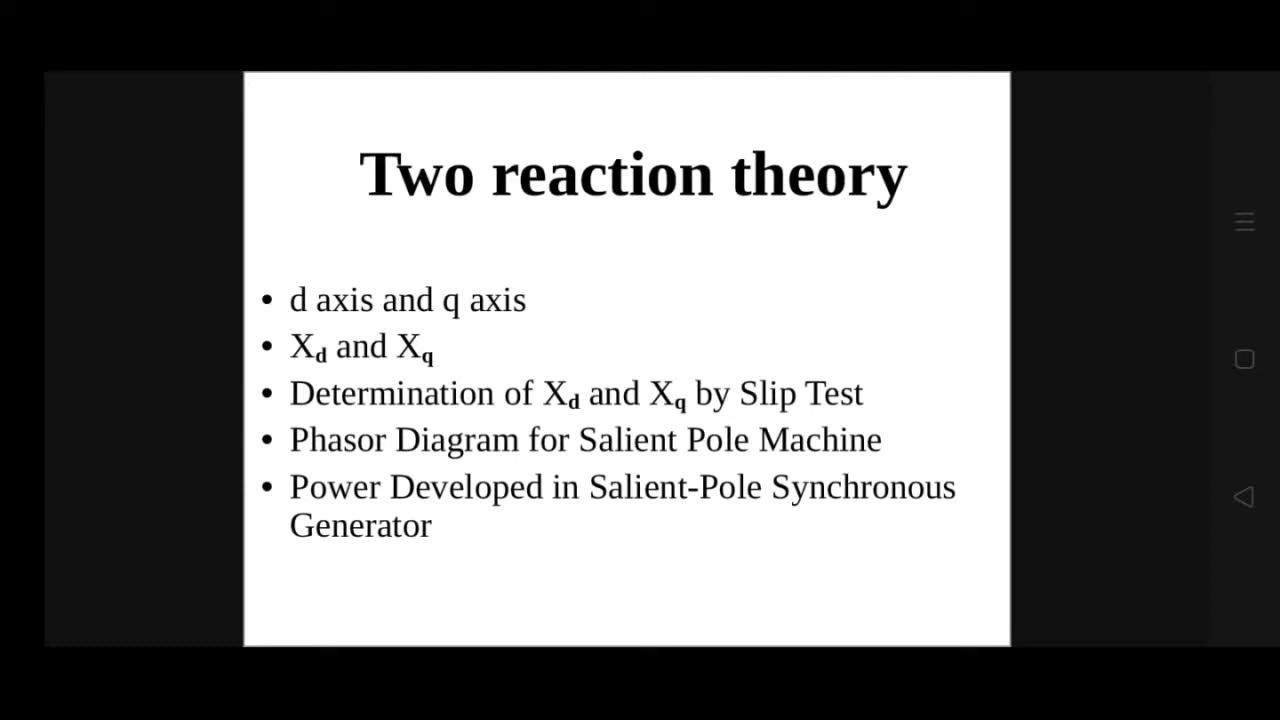 Two reaction theory
• d axis and q axis
• Xd and Xq
• Determination of Xd and Xq by Slip Test
• Phasor Diagram for Salient Pole Machine
• Power Developed in Salient-Pole Synchronous
Generator